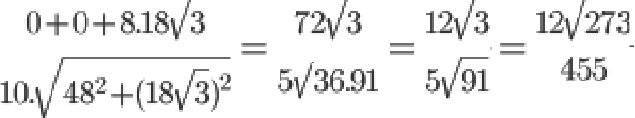 0+0+8.18√3 / 10.√48²+(18√3)² = 72√3 / 5√36.91 = 12√3 / 5√91 = 12√273 / 455